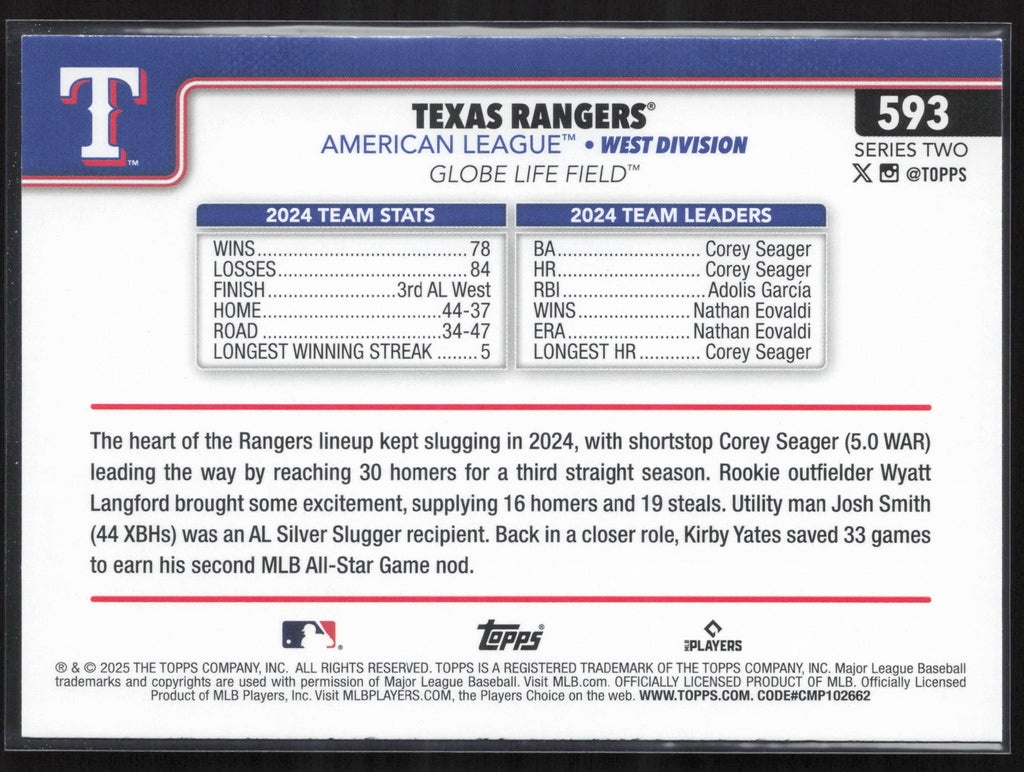 T™
TEXAS RANGERS®
593
AMERICAN LEAGUE™ • WEST DIVISION
SERIES TWO
GLOBE LIFE FIELD™
@TOPPS
2024 TEAM STATS
WINS....................................78
LOSSES.................................84
FINISH......................3rd AL West
HOME...............................44-37
ROAD...............................34-47
LONGEST WINNING STREAK ........5
2024 TEAM LEADERS
BA............................ Corey Seager
HR............................ Corey Seager
RBI............................Adolis García
WINS.......................Nathan Eovaldi
ERA.........................Nathan Eovaldi
LONGEST HR ............ Corey Seager
The heart of the Rangers lineup kept slugging in 2024, with shortstop Corey Seager (5.0 WAR)
leading the way by reaching 30 homers for a third straight season. Rookie outfielder Wyatt
Langford brought some excitement, supplying 16 homers and 19 steals. Utility man Josh Smith
(44 XBHs) was an AL Silver Slugger recipient. Back in a closer role, Kirby Yates saved 33 games
to earn his second MLB All-Star Game nod.
Topps®
MLB PLAYERS
® & © 2025 THE TOPPS COMPANY, INC. ALL RIGHTS RESERVED. TOPPS IS A REGISTERED TRADEMARK OF THE TOPPS COMPANY, INC. Major League Baseball
trademarks and copyrights are used with permission of Major League Baseball. Visit MLB.com. OFFICIALLY LICENSED PRODUCT OF MLB. Officially Licensed
Product of MLB Players, Inc. Visit MLBPLAYERS.COM, the Players Choice on the web. WWW.TOPPS.COM. CODE#CMP102662